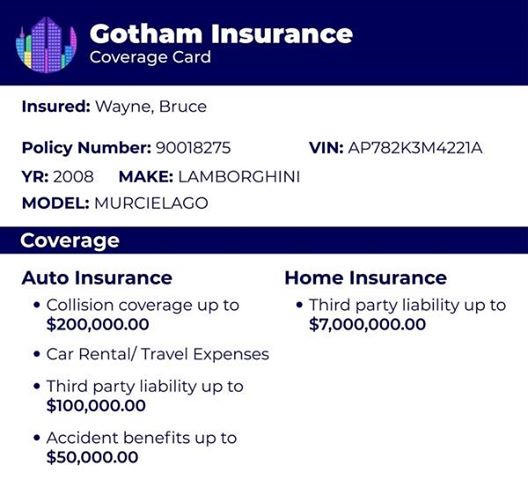 Gotham Insurance
Coverage Card
Insured: Wayne, Bruce
Policy Number: 90018275 VIN: AP782K3M4221A
YR: 2008 MAKE: LAMBORGHINI
MODEL: MURCIELAGO
Coverage
Auto Insurance
• Collision coverage up to
$200,000.00
• Car Rental/ Travel Expenses
• Third party liability up to
$100,000.00
• Accident benefits up to
$50,000.00
Home Insurance
• Third party liability up to
$7,000,000.00